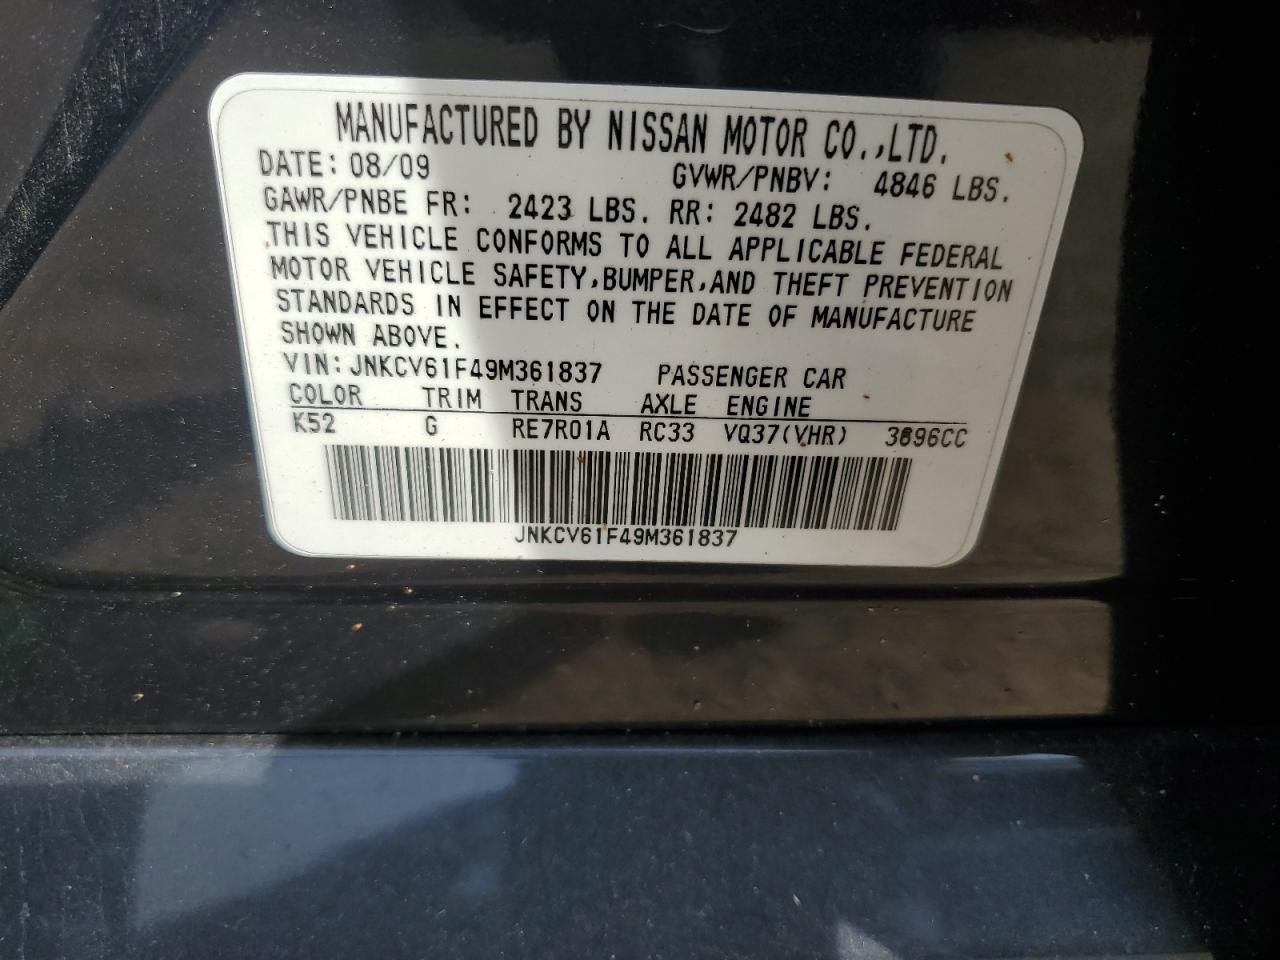 MANUFACTURED BY NISSAN MOTOR CO.,LTD.
DATE: 08/09 GVWR/PNBV: 4846 LBS.
GAWR/PNBE FR: 2423 LBS. RR: 2482 LBS.
THIS VEHICLE CONFORMS TO ALL APPLICABLE FEDERAL
MOTOR VEHICLE SAFETY,BUMPER,AND THEFT PREVENTION
STANDARDS IN EFFECT ON THE DATE OF MANUFACTURE
SHOWN ABOVE.
VIN: JNKCV61F49M361837 PASSENGER CAR
COLOR TRIM TRANS AXLE ENGINE
K52 G RE7R01A RC33 VQ37(VHR) 3696CC
JNKCV61F49M361837